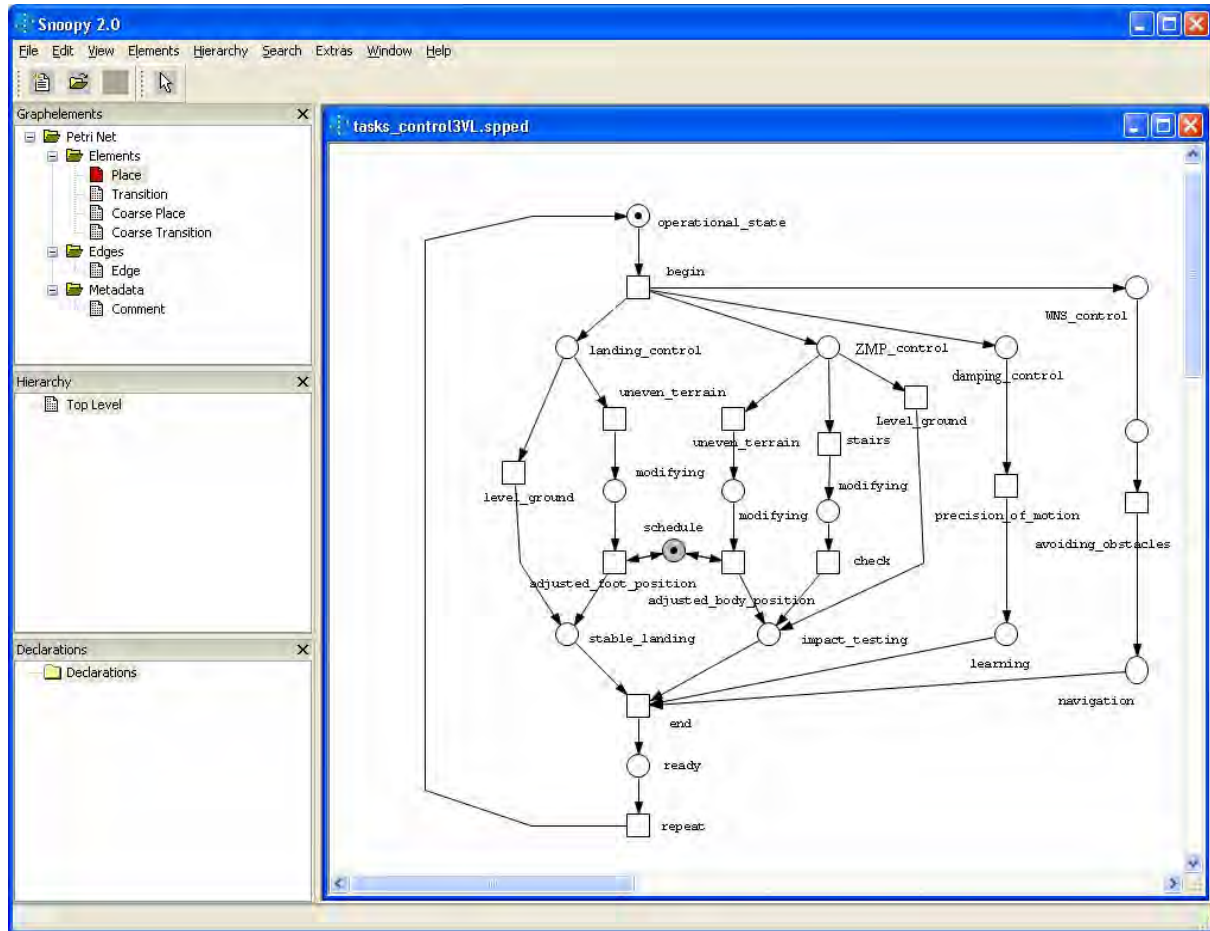 Snoopy 2.0
File Edit View Elements Hierarchy Search Extras Window Help
Graphelements
Petri Net
Elements
Place
Transition
Coarse Place
Coarse Transition
Edges
Edge
Metadata
Comment
Hierarchy
Top Level
Declarations
Declarations
tasks_control3VL.spped
operational_state
begin
WNS_control
landing_control
ZMP_control
damping_control
uneven_terrain
Level_ground
uneven_terrain
stairs
modifying
level_ground
modifying
modifying
precision_of_motion
schedule
avoiding_obstacles
check
adjusted_foot_position
adjusted_body_position
stable_landing
impact_testing
learning
navigation
end
ready
repeat